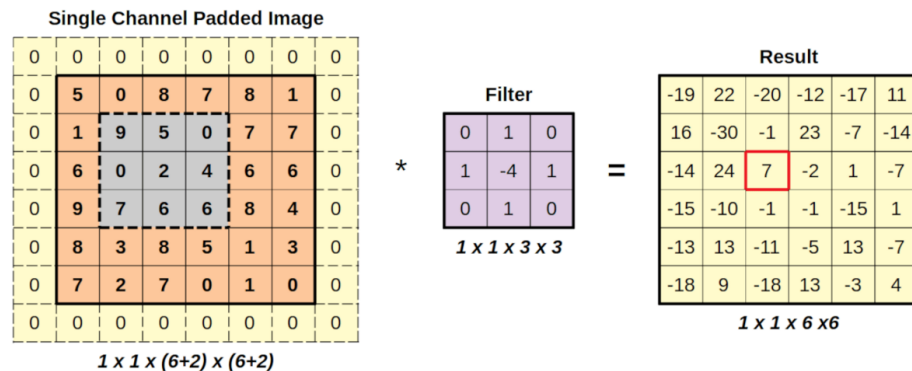 Single Channel Padded Image
0 0 0 0 0 0 0 0
0 5 0 8 7 8 1 0
0 1 9 5 0 7 7 0
0 6 0 2 4 6 6 0
0 9 7 6 6 8 4 0
0 8 3 8 5 1 3 0
0 7 2 7 0 1 0 0
0 0 0 0 0 0 0 0
1 x 1 x (6+2) x (6+2)
*
Filter
0 1 0
1 -4 1
0 1 0
1 x 1 x 3 x 3
=
Result
-19 22 -20 -12 -17 11
16 -30 -1 23 -7 -14
-14 24 7 -2 1 -7
-15 -10 -1 -1 -15 1
-13 13 -11 -5 13 -7
-18 9 -18 13 -3 4
1 x 1 x 6 x6